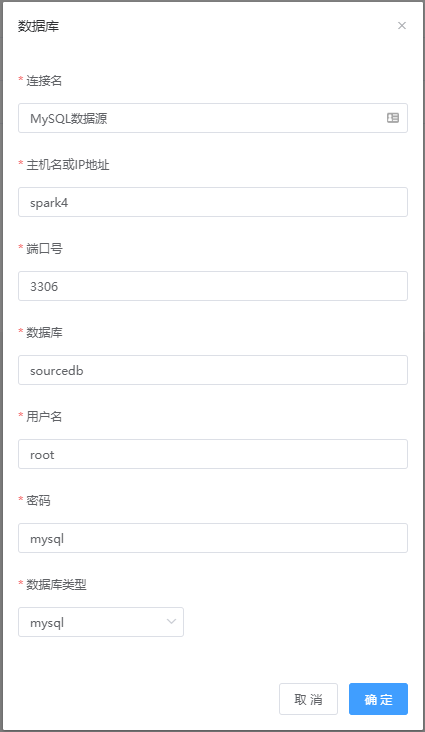 数据库
* 连接名
MySQL数据源
* 主机名或IP地址
spark4
* 端口号
3306
* 数据库
sourcedb
* 用户名
root
* 密码
mysql
* 数据库类型
mysql
取 消 确 定